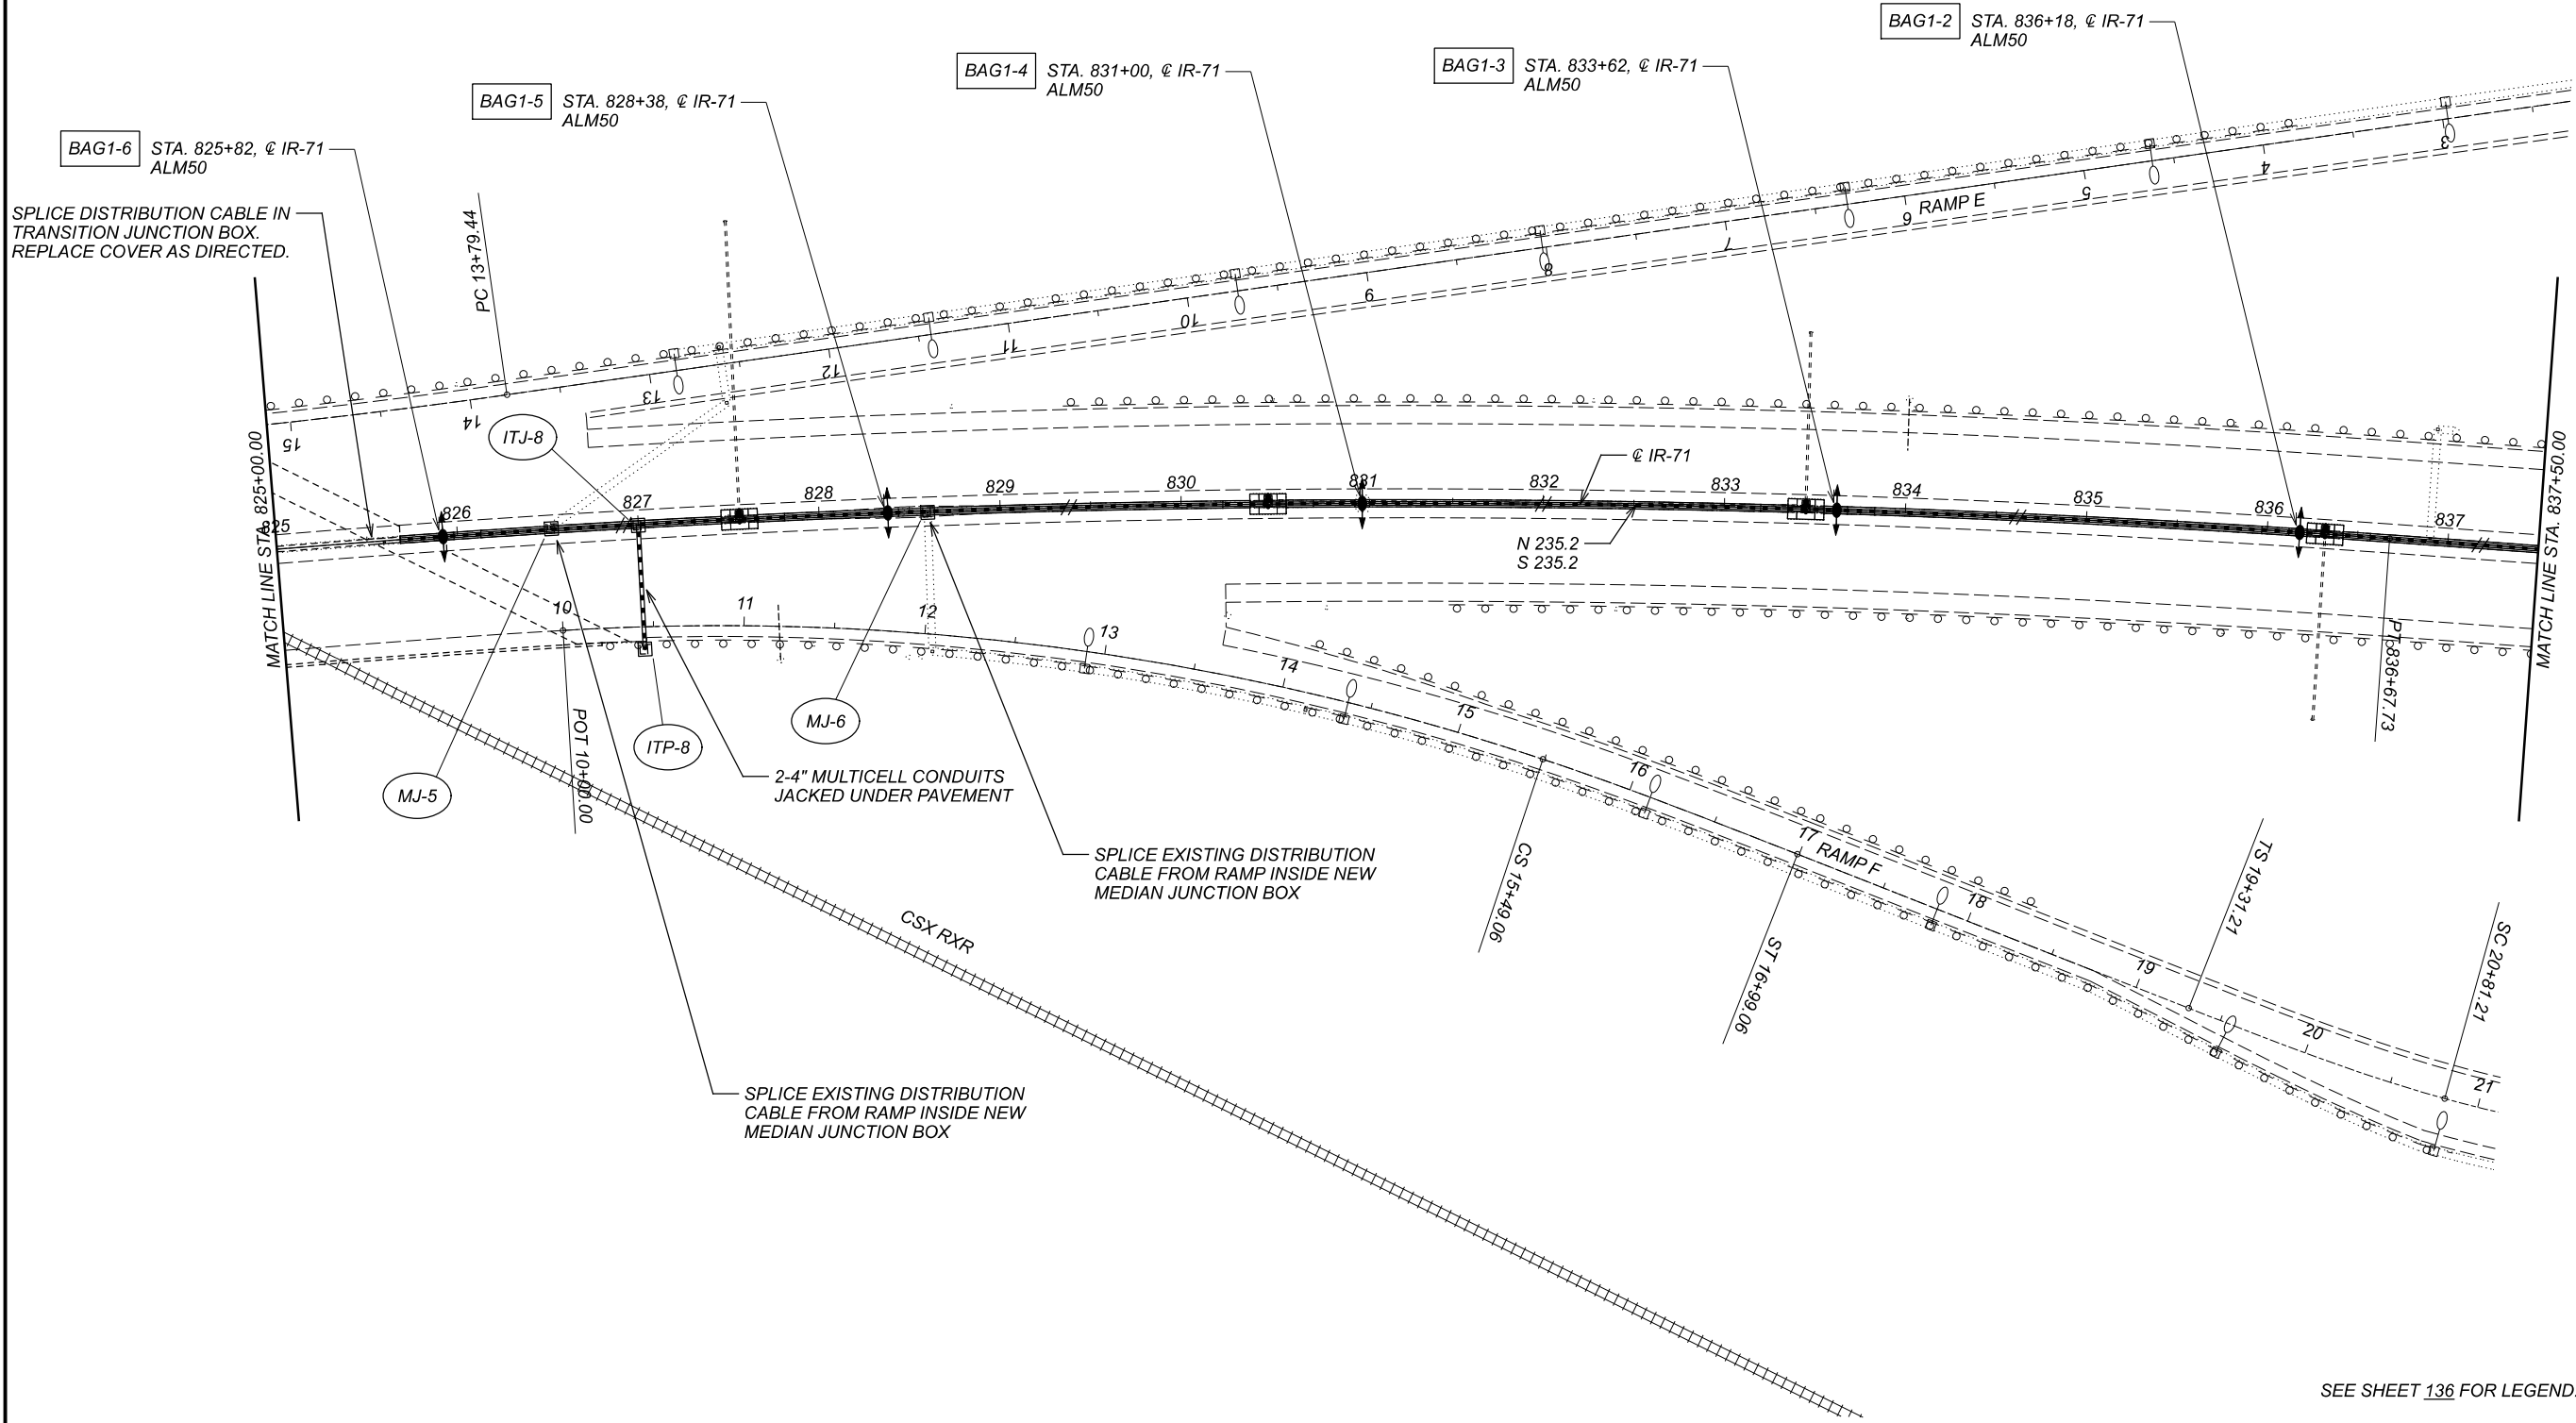 BAG1-2 STA. 836+18, ℄ IR-71
ALM50
BAG1-3 STA. 833+62, ℄ IR-71
ALM50
BAG1-4 STA. 831+00, ℄ IR-71
ALM50
BAG1-5 STA. 828+38, ℄ IR-71
ALM50
BAG1-6 STA. 825+82, ℄ IR-71
ALM50
SPLICE DISTRIBUTION CABLE IN
TRANSITION JUNCTION BOX.
REPLACE COVER AS DIRECTED.
PC 13+79.44
15
14
13
12
11
10
9
8
7
6
5
4
3
RAMP E
ITJ-8
MATCH LINE STA. 825+00.00
825
826
827
828
829
830
831
832
833
834
835
836
837
℄ IR-71
N 235.2
S 235.2
MATCH LINE STA. 837+50.00
PT 836+67.73
10
11
12
13
14
15
16
17
18
19
20
21
RAMP F
POT 10+00.00
MJ-5
ITP-8
MJ-6
2-4" MULTICELL CONDUITS
JACKED UNDER PAVEMENT
SPLICE EXISTING DISTRIBUTION
CABLE FROM RAMP INSIDE NEW
MEDIAN JUNCTION BOX
CS 15+49.06
ST 16+99.06
TS 19+31.21
SC 20+81.21
CSX RXR
SPLICE EXISTING DISTRIBUTION
CABLE FROM RAMP INSIDE NEW
MEDIAN JUNCTION BOX
SEE SHEET 136 FOR LEGEND.